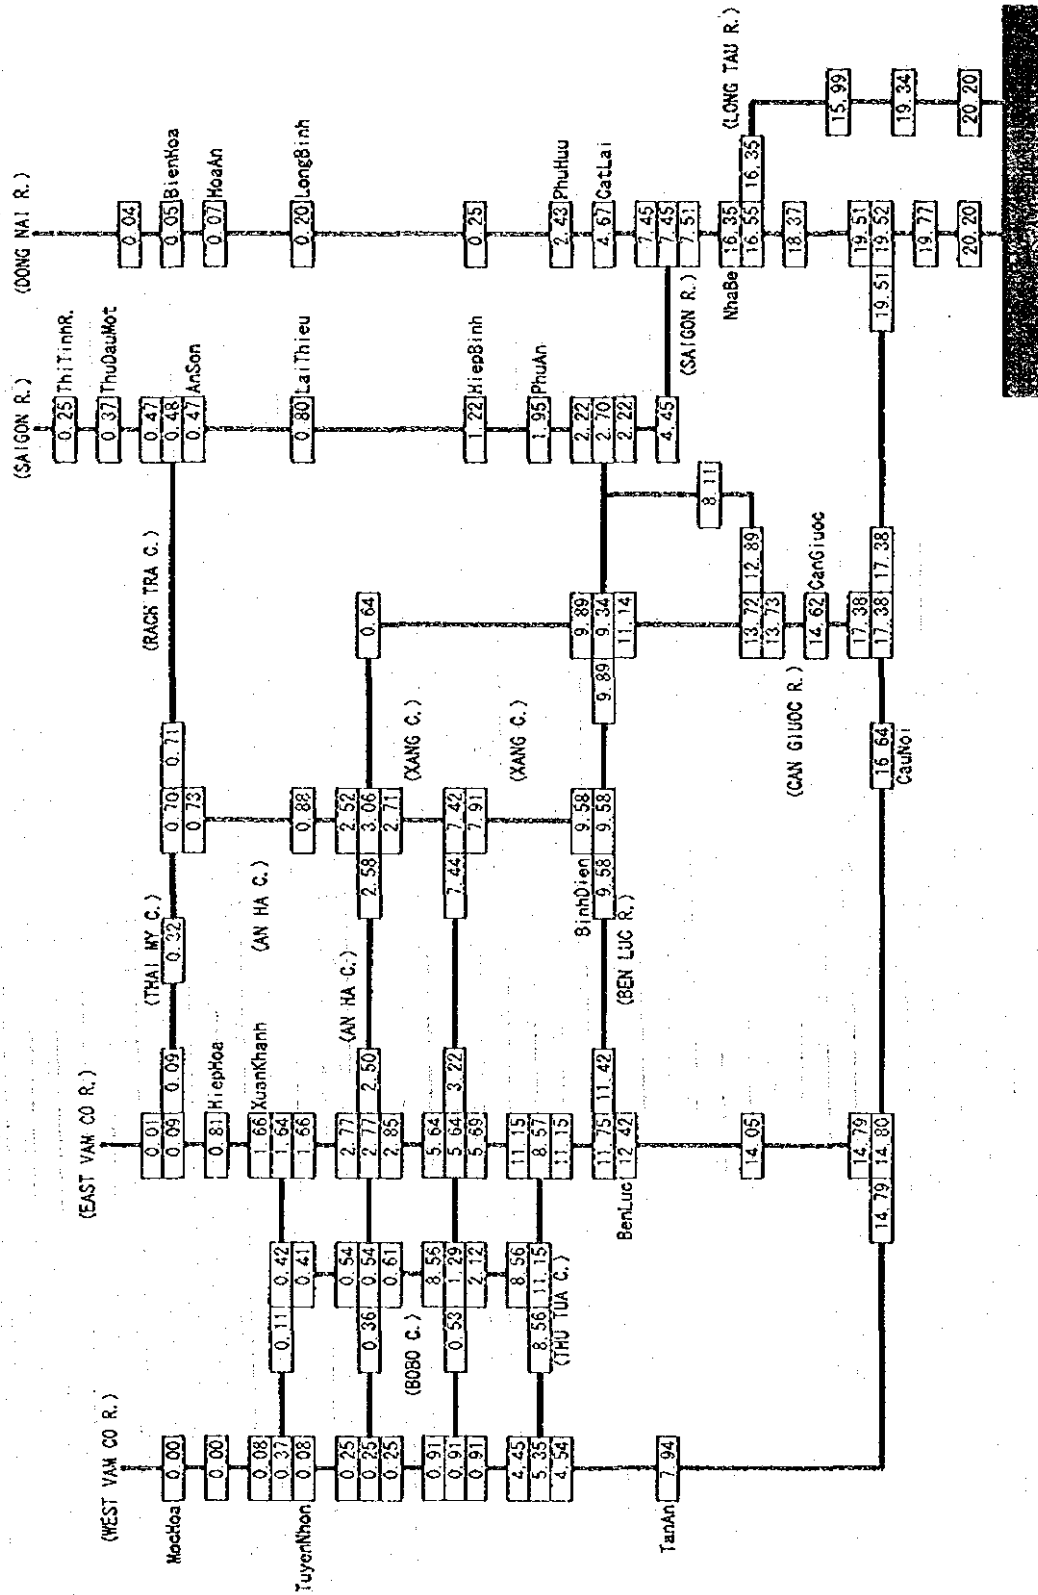 (SAIGON R.) (DONG NAI R.)
0.25 ThiTinhR.
(EAST VAM CO R.)
(WEST VAM CO R.) 0.37 ThuDauMot
0.04
0.01 (THAI MY C.) (RACH TRA C.) 0.47
MocHoa 0.00 0.09 0.09 0.32 0.70 0.71 0.48 0.05 BienHoa
0.73 0.47 AnSon
0.00 0.81 HiepHoa 0.07 HoaAn
0.08 1.66 XuanKhanh (AN HA C.)
0.37 0.11 0.42 1.64
TuyenNhon 0.08 0.41 1.66 0.88 0.80 LaiThieu 0.20 LongBinh
0.25 0.54 2.77 (AN HA C.) 2.52
0.25 0.36 0.54 2.77 2.50 2.58 3.06 0.64
0.25 0.61 2.85 2.71
(BOBO C.) (XANG C.)
0.91 8.56 5.64
0.91 0.53 1.29 5.64 3.22 7.44 7.42
0.91 2.12 5.69 7.91 1.22 HiepBinh 0.25
4.45 8.56 11.15 (XANG C.)
5.35 8.56 11.15 8.57 1.95 PhuAn
4.54 (THU TUA C.) 11.15 2.43 PhuHuu
BinhDien 9.58 9.89 2.22
11.75 11.42 9.58 9.58 9.89 9.34 2.70 4.67 CatLai
BenLuc 12.42 11.14 2.22
(BEN LUC R.) 7.45
TanAn 7.94 4.45 7.45
(SAIGON R.) 7.51
8.11
NhaBe 16.35 (LONG TAU R.)
14.05 13.72 12.89 16.55 16.35
13.73
(CAN GIUOC R.) 18.37
14.62 CanGiuoc
15.99
14.79 17.38 19.51
14.79 14.80 16.64 17.38 17.38 19.51 19.52
CauNoi 19.34
19.77
20.20 20.20